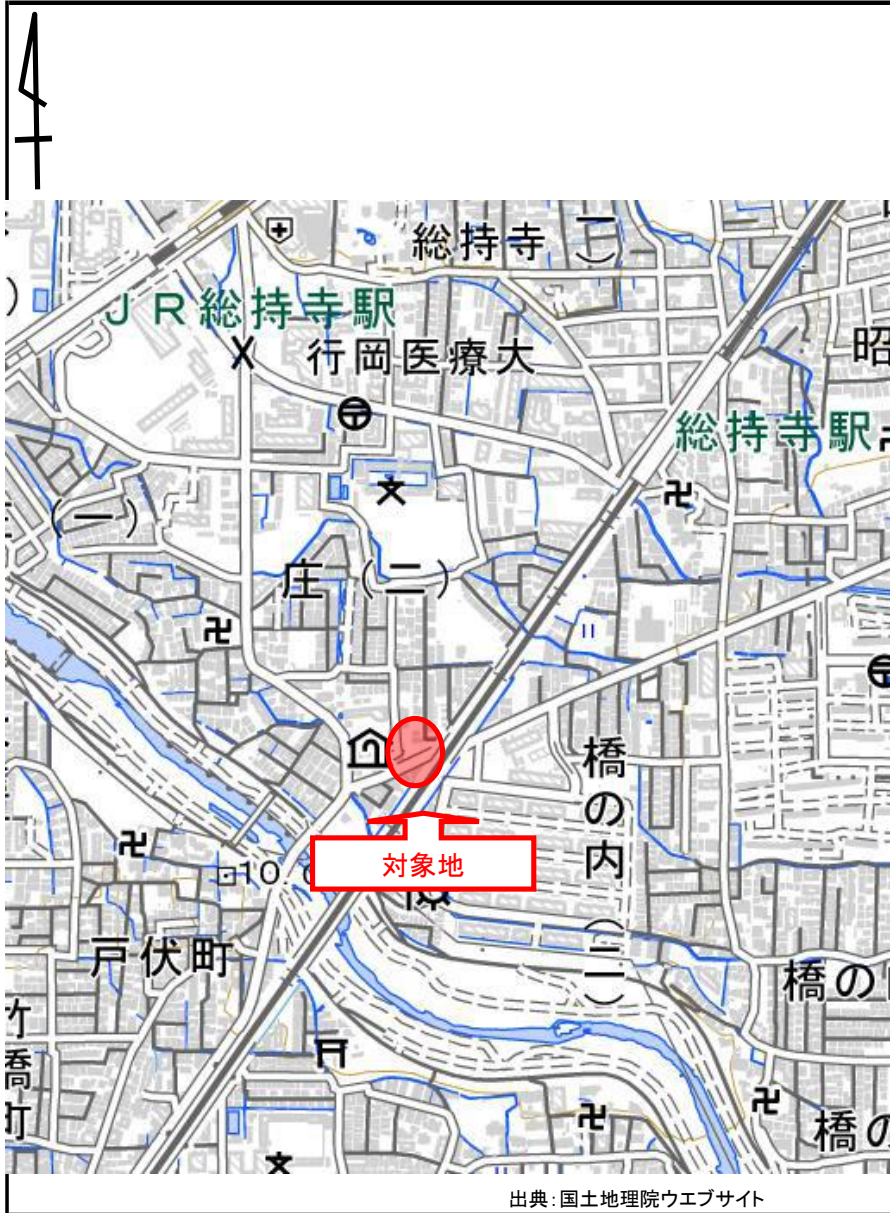 総持寺(一)
JR総持寺駅
行岡医療大
昭
総持寺駅
(一)
庄(二)
橋の内(二)
対象地
10.
戸伏町
橋の
竹橋町
橋の
出典:国土地理院ウエブサイト